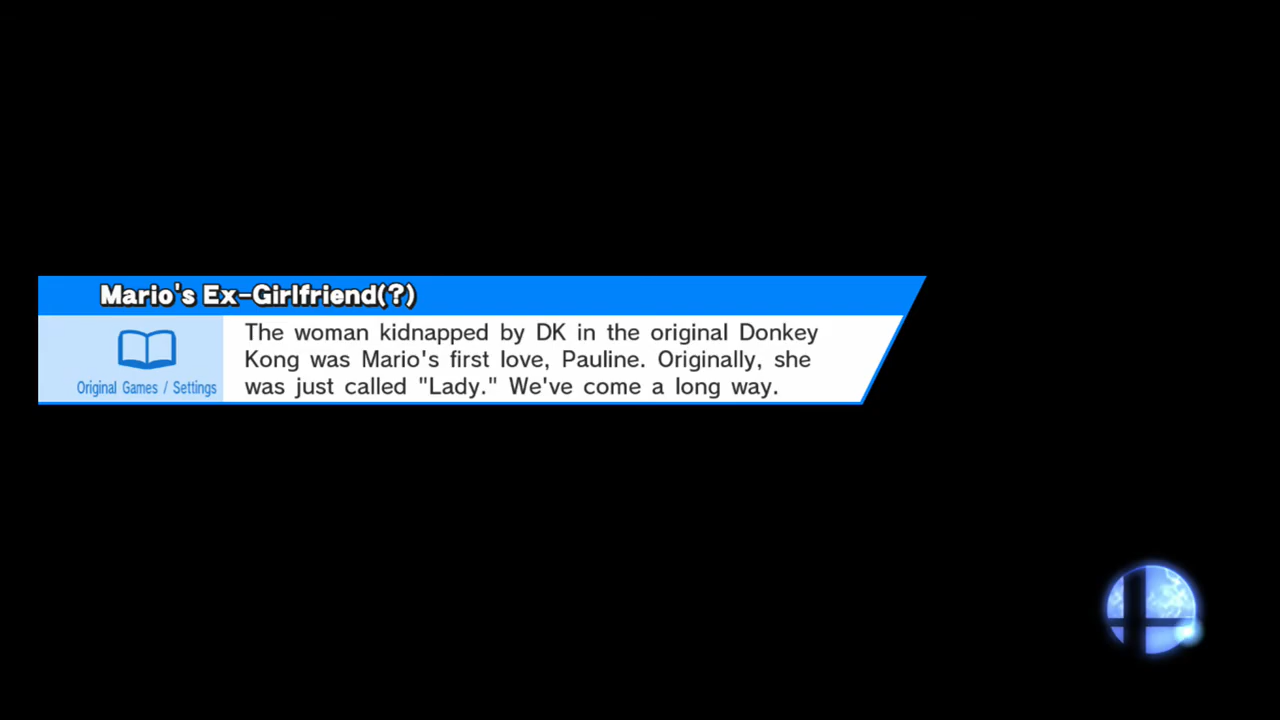 Mario's Ex-Girlfriend(?)
The woman kidnapped by DK in the original Donkey
Kong was Mario's first love, Pauline. Originally, she
was just called "Lady." We've come a long way.
Original Games / Settings